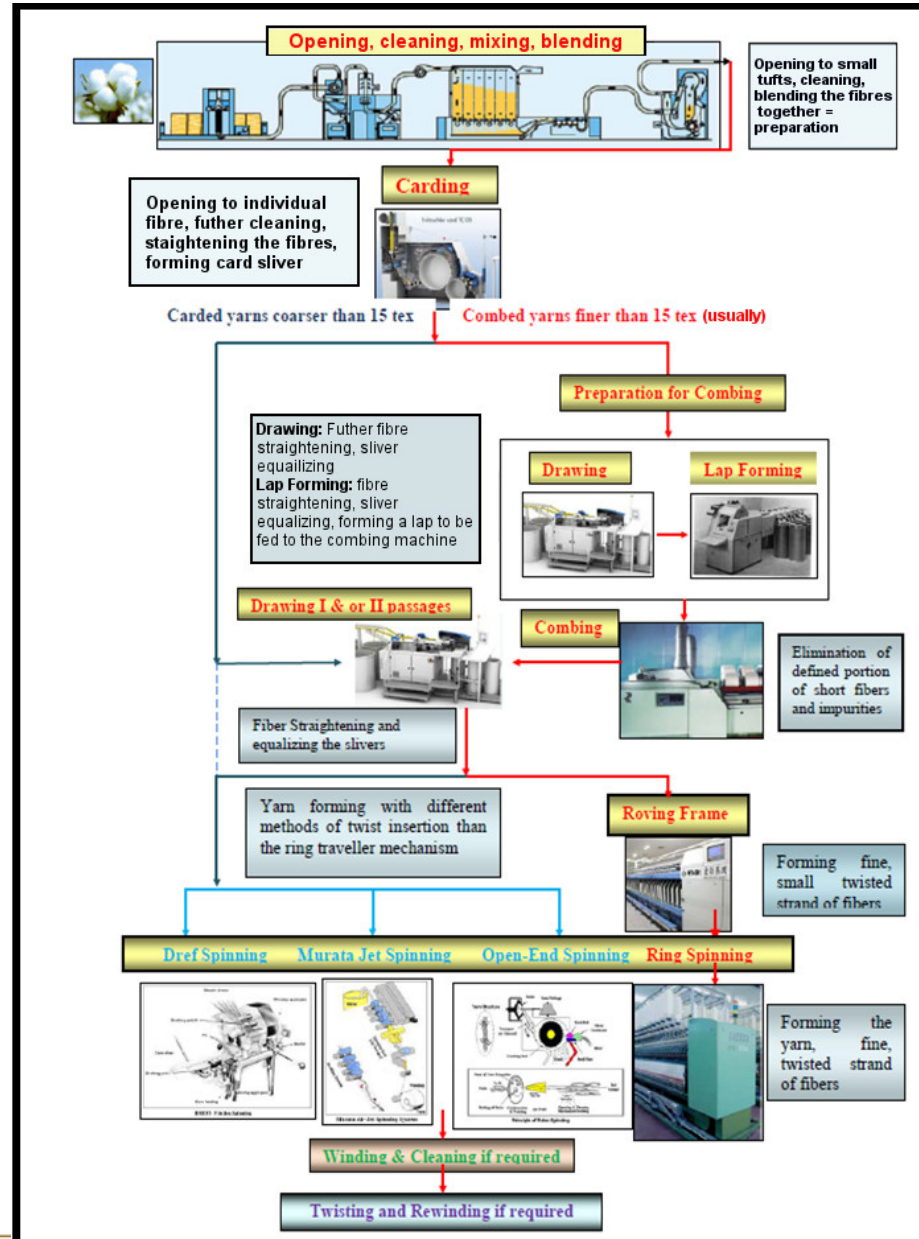 Opening, cleaning, mixing, blending
Opening to small
tufts, cleaning,
blending the fibres
together =
preparation
Carding
Opening to individual
fibre, futher cleaning,
staightening the fibres,
forming card sliver
Carded yarns coarser than 15 tex
Combed yarns finer than 15 tex (usually)
Preparation for Combing
Drawing: Futher fibre
straightening, sliver
equailizing
Lap Forming: fibre
straightening, sliver
equalizing, forming a lap to be
fed to the combing machine
Drawing
Lap Forming
Drawing I & or II passages
Combing
Elimination of
defined portion
of short fibers
and impurities
Fiber Straightening and
equalizing the slivers
Yarn forming with different
methods of twist insertion than
the ring traveller mechanism
Roving Frame
Forming fine,
small twisted
strand of fibers
Dref Spinning
Murata Jet Spinning
Open-End Spinning
Ring Spinning
Forming the
yarn, fine,
twisted strand
of fibers
Principle of Rotor Spinning
Winding & Cleaning if required
Twisting and Rewinding if required